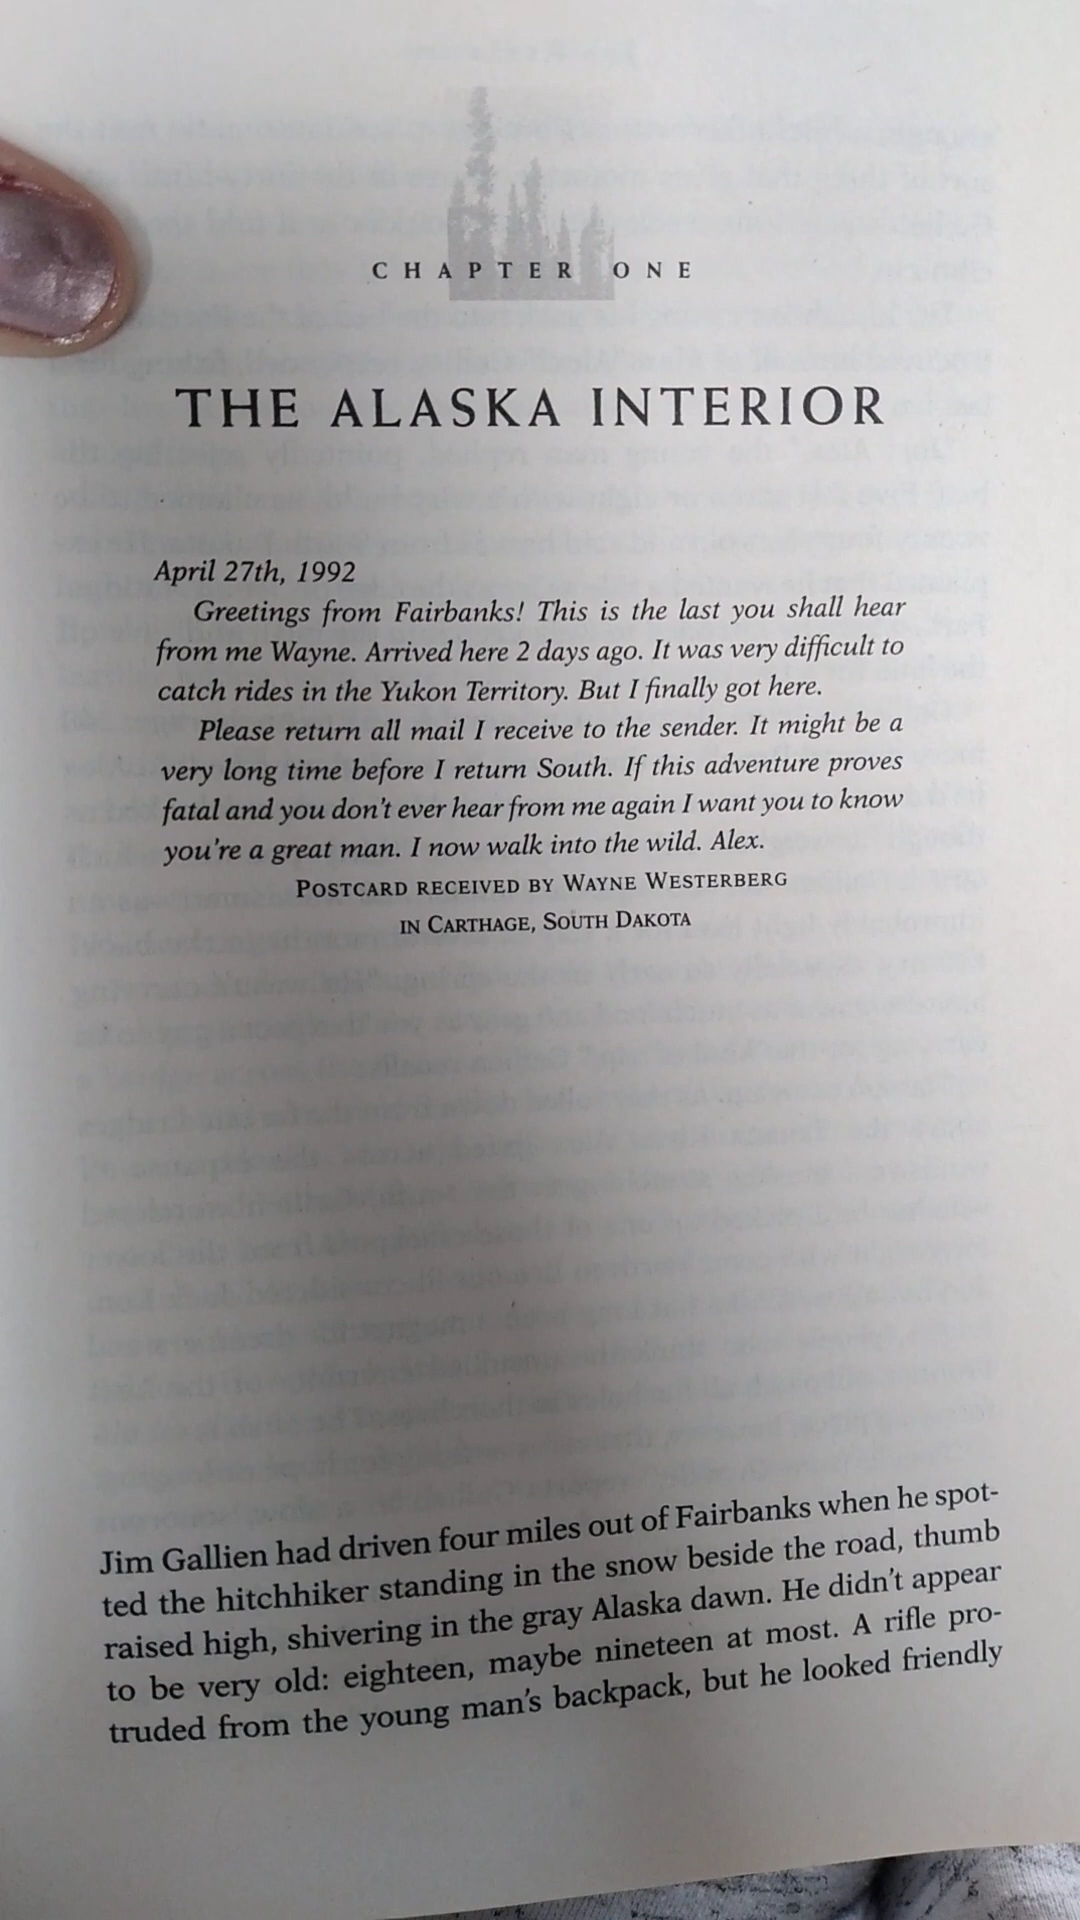 CHAPTER ONE
THE ALASKA INTERIOR
April 27th, 1992
Greetings from Fairbanks! This is the last you shall hear
from me Wayne. Arrived here 2 days ago. It was very difficult to
catch rides in the Yukon Territory. But I finally got here.
Please return all mail I receive to the sender. It might be a
very long time before I return South. If this adventure proves
fatal and you don't ever hear from me again I want you to know
you're a great man. I now walk into the wild. Alex.
POSTCARD RECEIVED BY WAYNE WESTERBERG
IN CARTHAGE, SOUTH DAKOTA
Jim Gallien had driven four miles out of Fairbanks when he spot-
ted the hitchhiker standing in the snow beside the road, thumb
raised high, shivering in the gray Alaska dawn. He didn't appear
to be very old: eighteen, maybe nineteen at most. A rifle pro-
truded from the young man's backpack, but he looked friendly